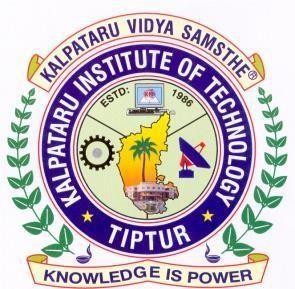 KALPATARU VIDYA SAMSTHE®
KALPATARU INSTITUTE OF TECHNOLOGY
ESTD: 1986
★ TIPTUR ★
KNOWLEDGE IS POWER